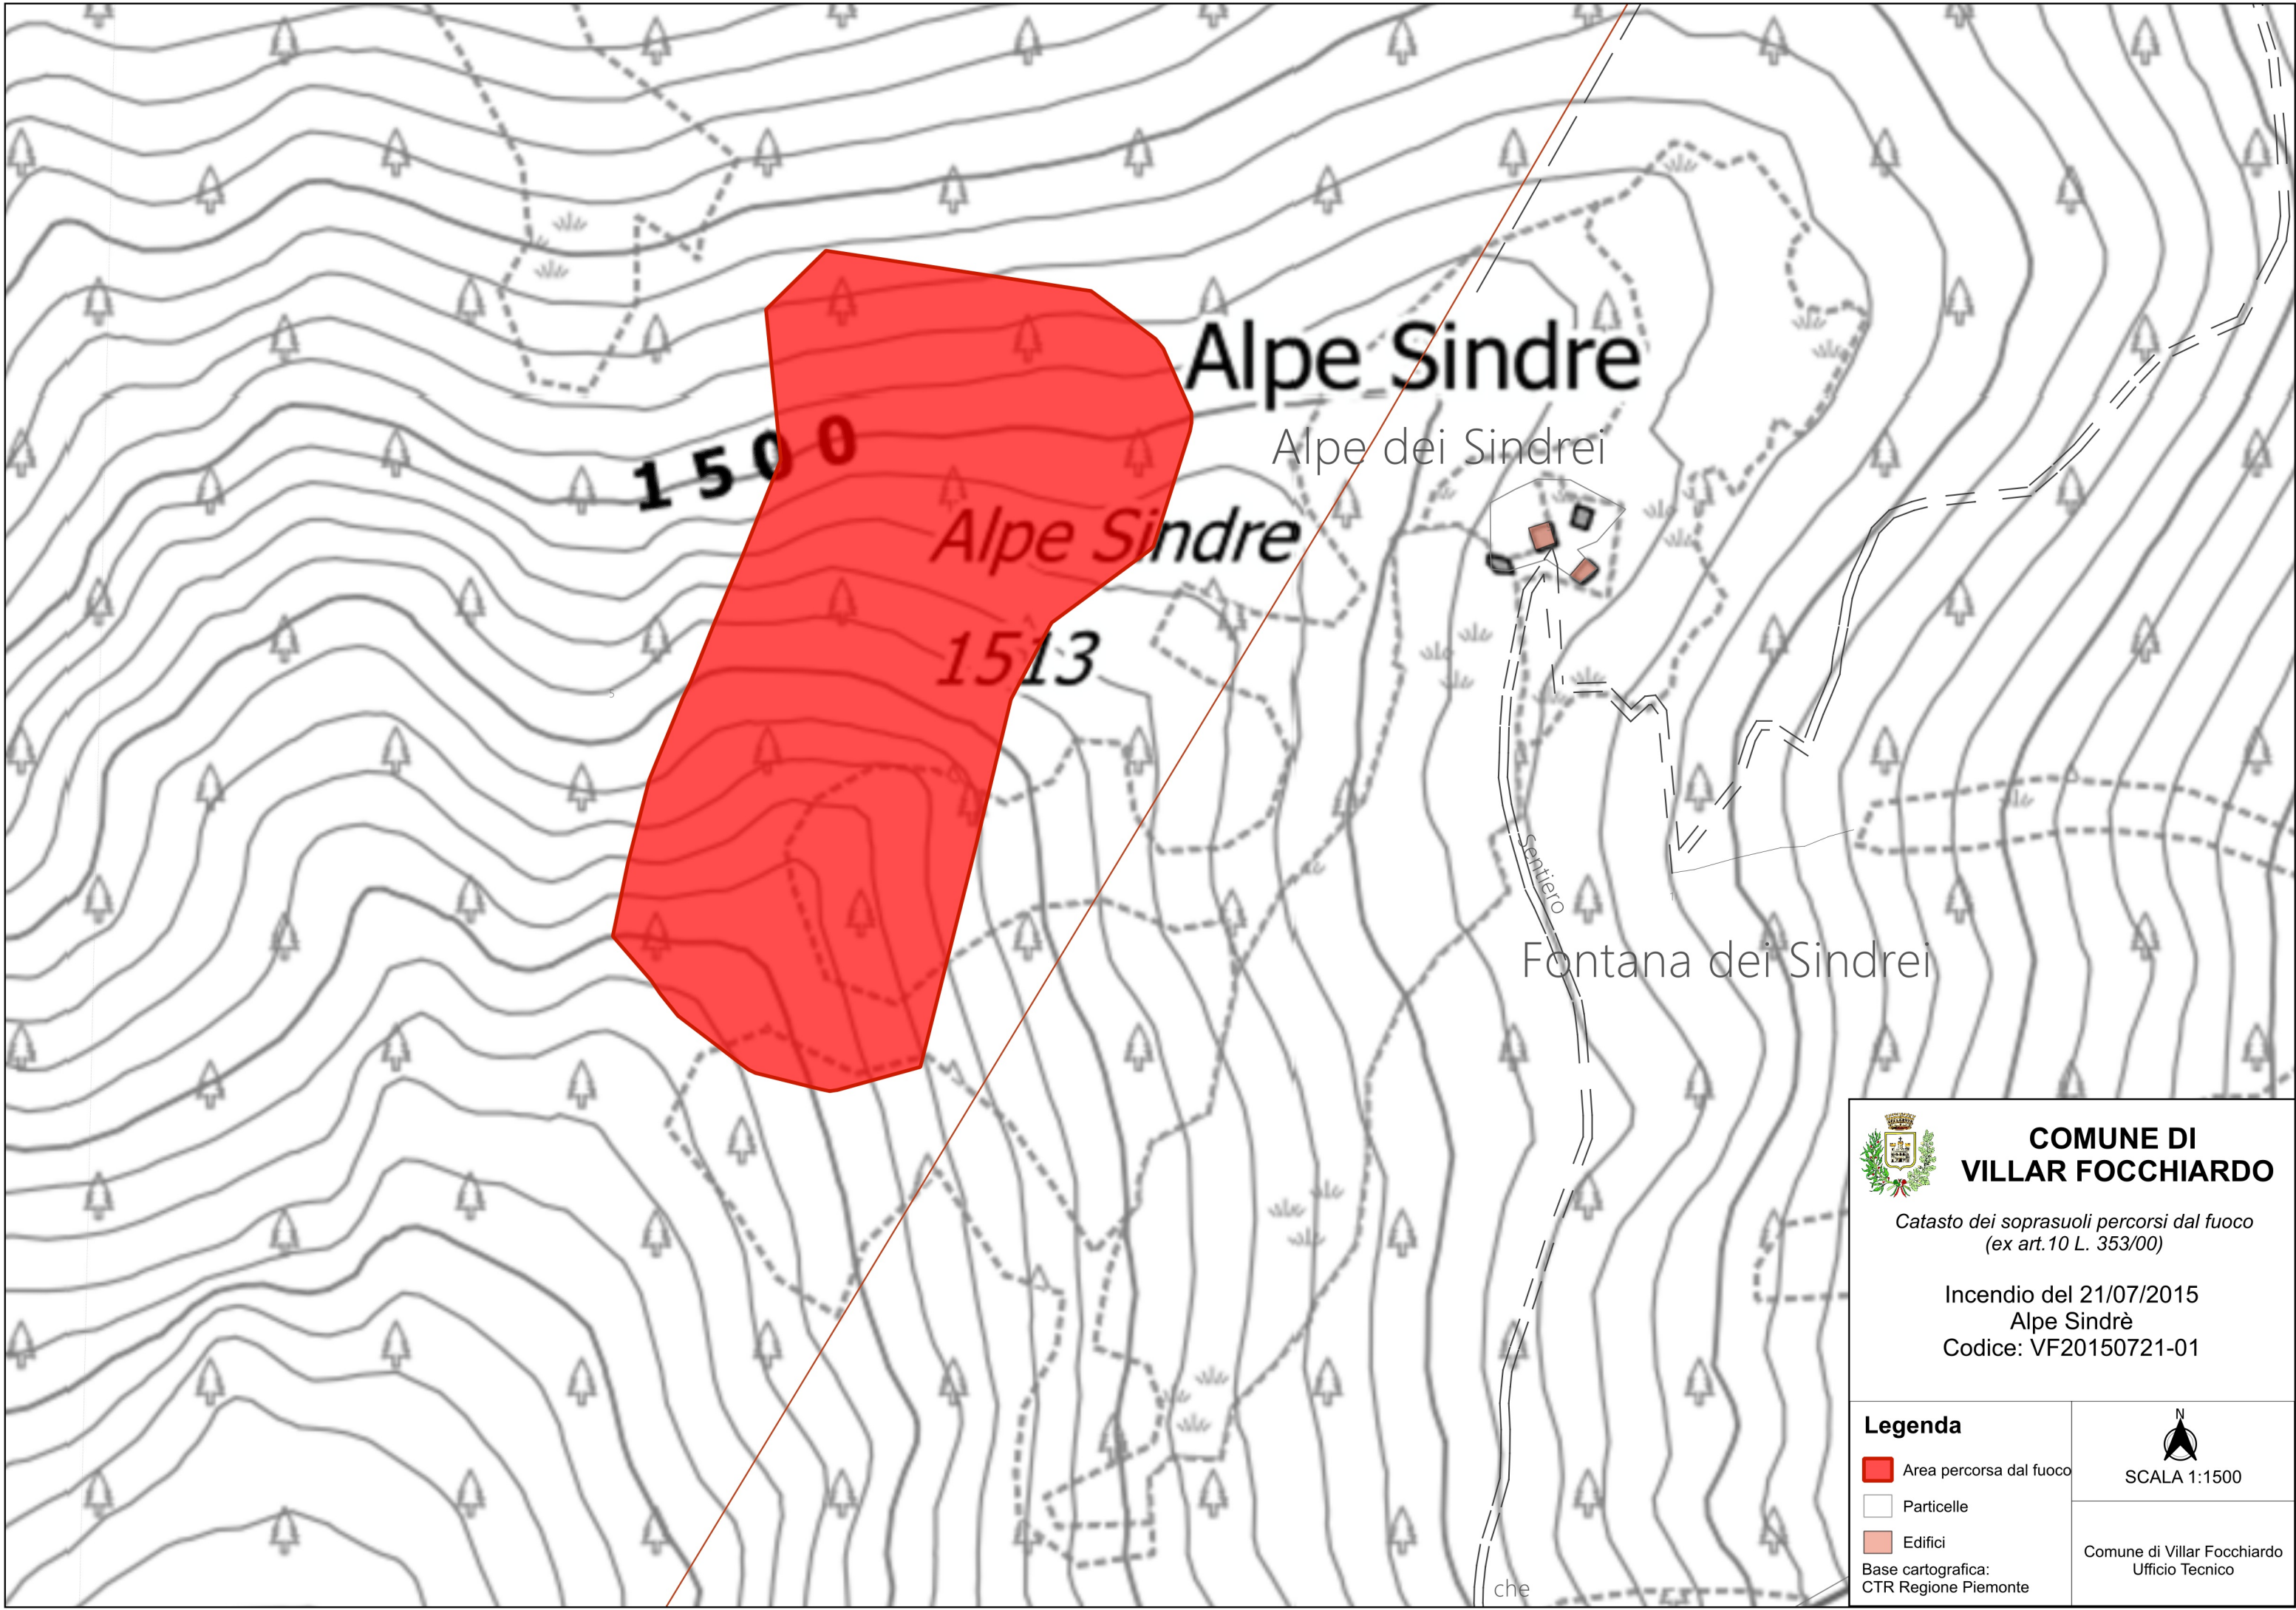 Alpe Sindre
Alpe dei Sindrei
1500
Alpe Sindre
1513
5
Sentiero
1
Fontana dei Sindrei
che
COMUNE DI
VILLAR FOCCHIARDO
Catasto dei soprasuoli percorsi dal fuoco
(ex art.10 L. 353/00)
Incendio del 21/07/2015
Alpe Sindrè
Codice: VF20150721-01
Legenda
Area percorsa dal fuoco
Particelle
Edifici
Base cartografica:
CTR Regione Piemonte
N
SCALA 1:1500
Comune di Villar Focchiardo
Ufficio Tecnico